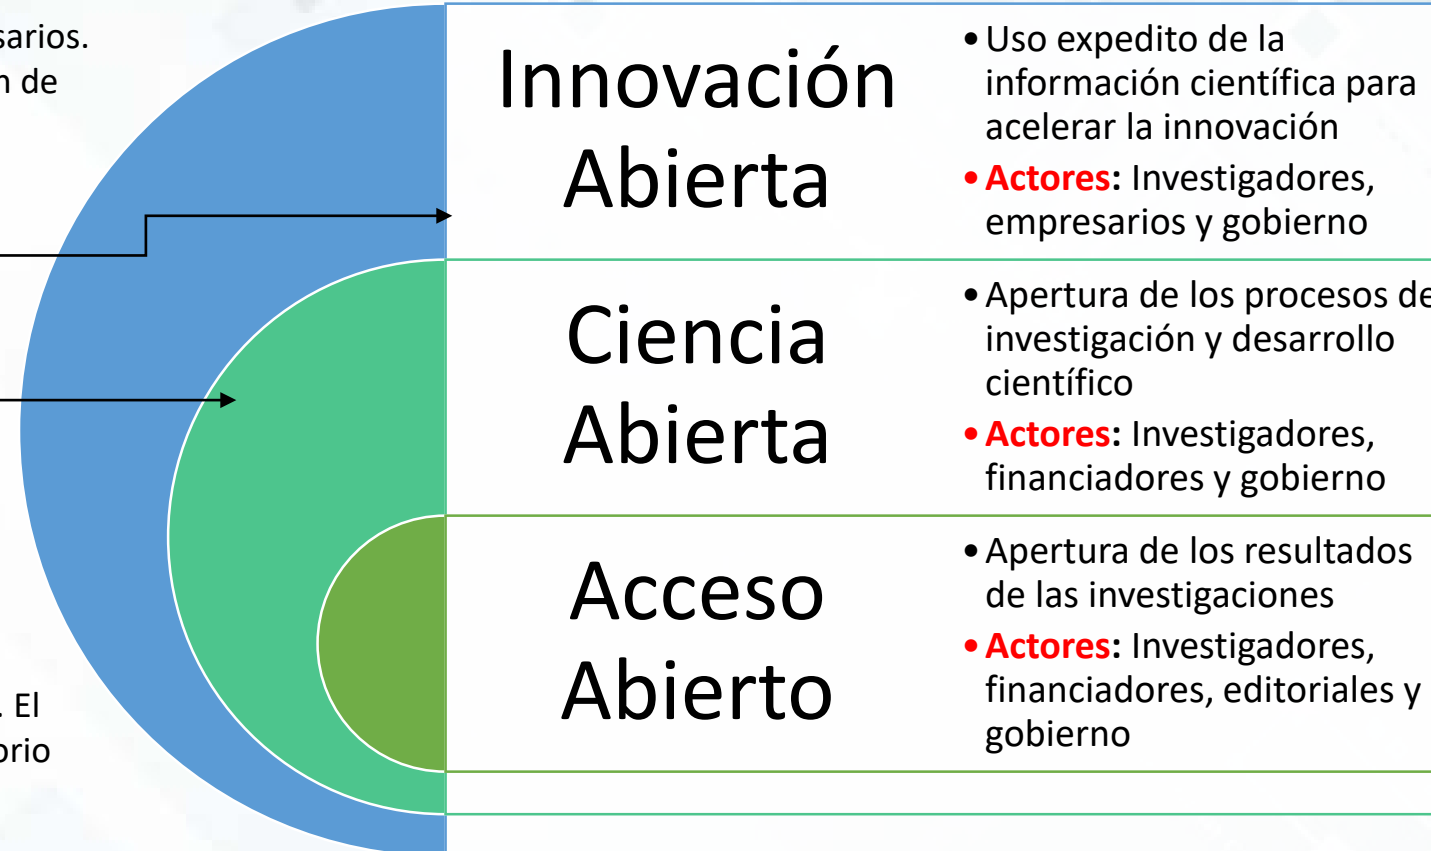 sarios.
n de
. El
orio
Innovación
Abierta
•Uso expedito de la
información científica para
acelerar la innovación
•Actores: Investigadores,
empresarios y gobierno
Ciencia
Abierta
•Apertura de los procesos de
investigación y desarrollo
científico
•Actores: Investigadores,
financiadores y gobierno
Acceso
Abierto
•Apertura de los resultados
de las investigaciones
•Actores: Investigadores,
financiadores, editoriales y
gobierno